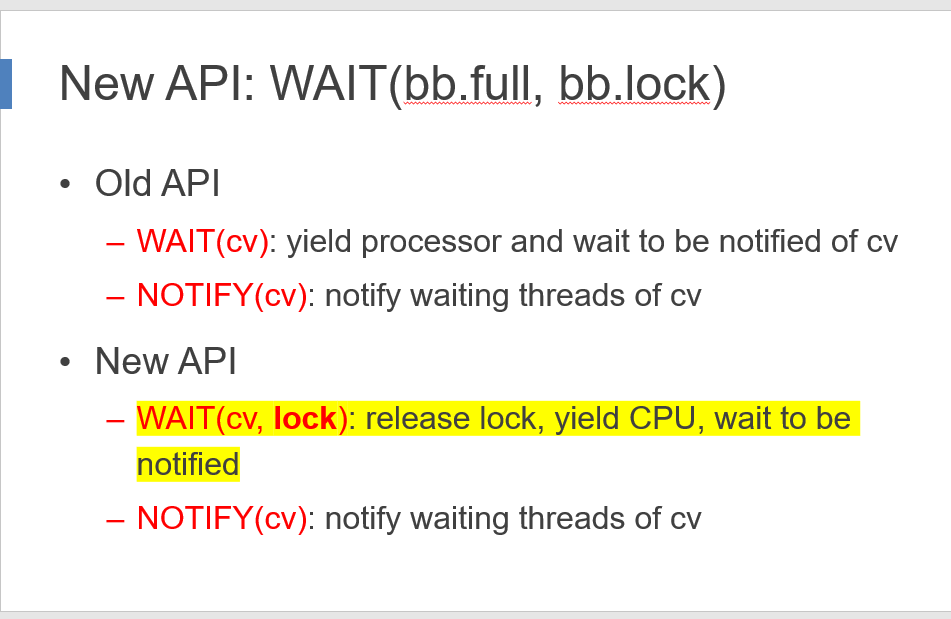 New API: WAIT(bb.full, bb.lock)
• Old API
– WAIT(cv): yield processor and wait to be notified of cv
– NOTIFY(cv): notify waiting threads of cv
• New API
– WAIT(cv, lock): release lock, yield CPU, wait to be
notified
– NOTIFY(cv): notify waiting threads of cv